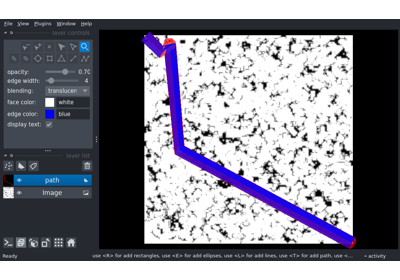 File View Plugins Window Help
layer controls
opacity: 0.70
edge width: 4
blending: translucen
face color: white
edge color: blue
display text:
layer list
path
Image
Ready
use <R> for add rectangles, use <E> for add ellipses, use <L> for add lines, use <T> for add path, use <...
activity